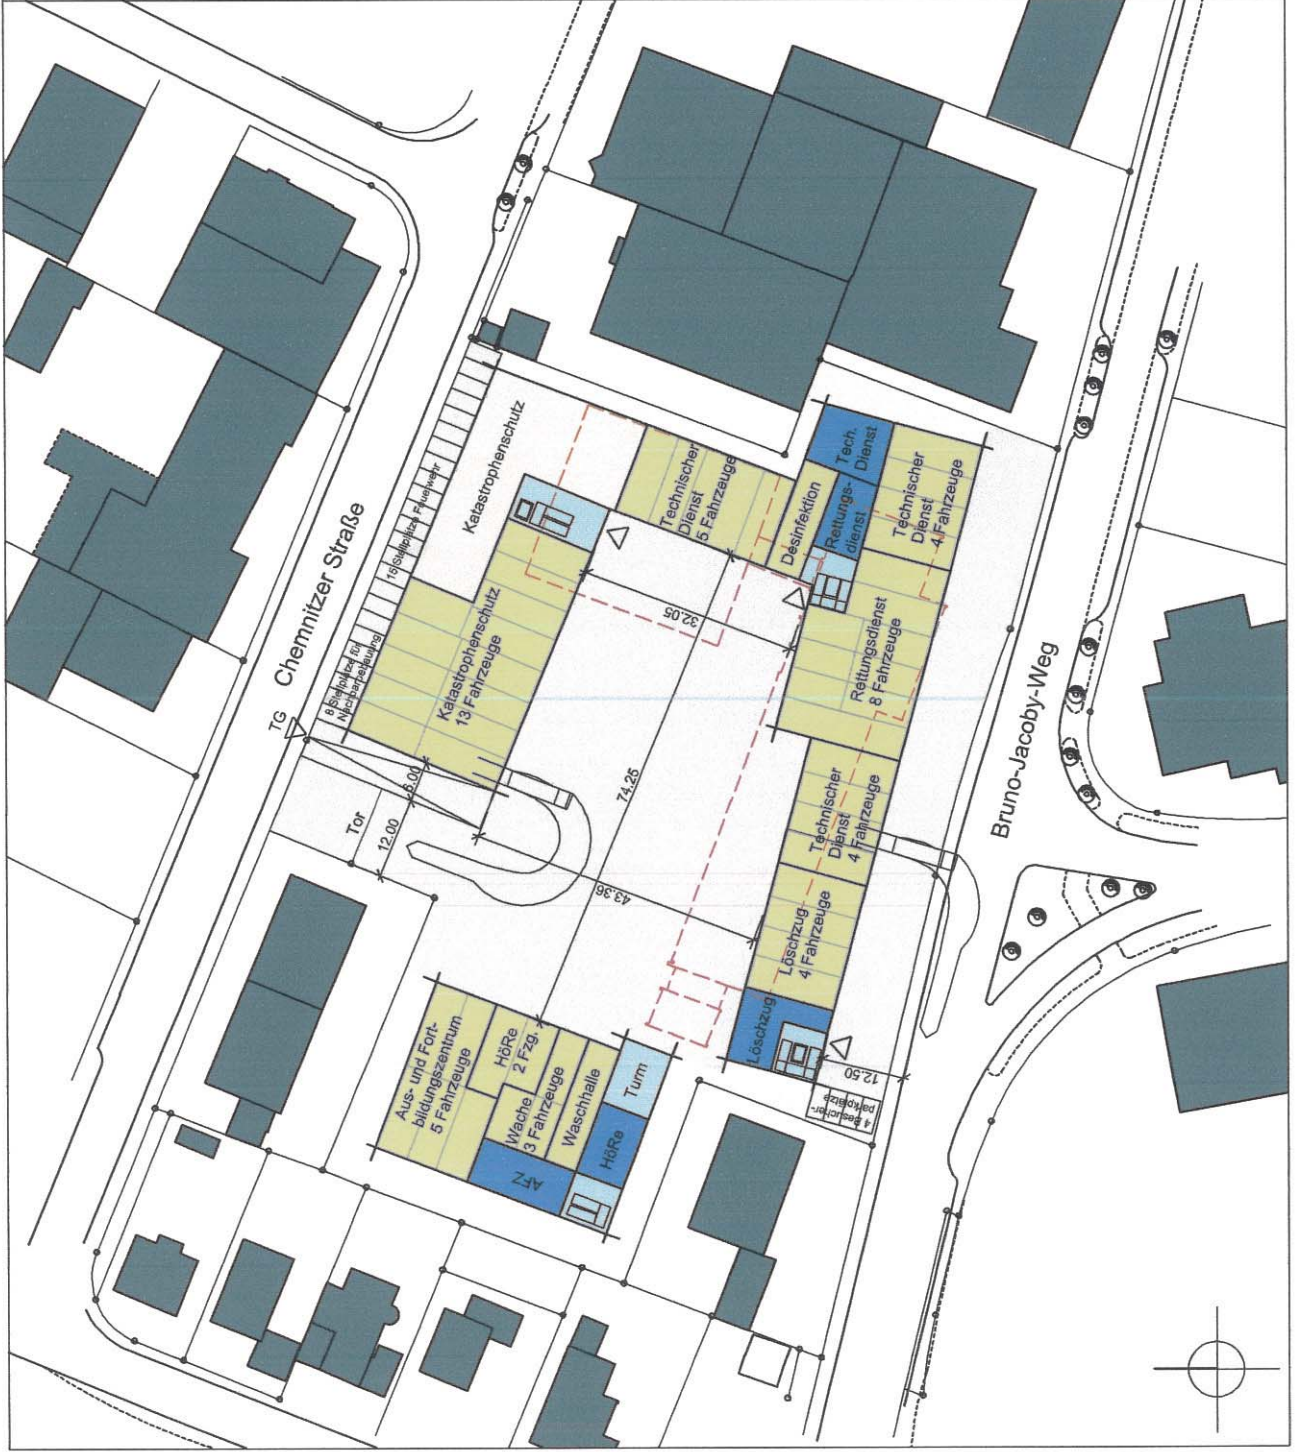 Chemnitzer Straße
TG
8 Stellplätze für
Nachbarbebauung
15 Stellplätze Feuerwehr
Katastrophenschutz
Katastrophenschutz
13 Fahrzeuge
Tor
6.00
12.00
Technischer
Dienst
5 Fahrzeuge
32.05
74.25
43.36
Desinfektion
Tech.
Dienst
Rettungs-
dienst
Technischer
Dienst
4 Fahrzeuge
Rettungsdienst
8 Fahrzeuge
Technischer
Dienst
4 Fahrzeuge
Löschzug
4 Fahrzeuge
Löschzug
12.50
4 Besucher-
parkplätze
Aus- und Fort-
bildungszentrum
5 Fahrzeuge
HöRe
2 Fzg.
Wache
3 Fahrzeuge
Waschhalle
Turm
AFZ
HöRe
Bruno-Jacoby-Weg